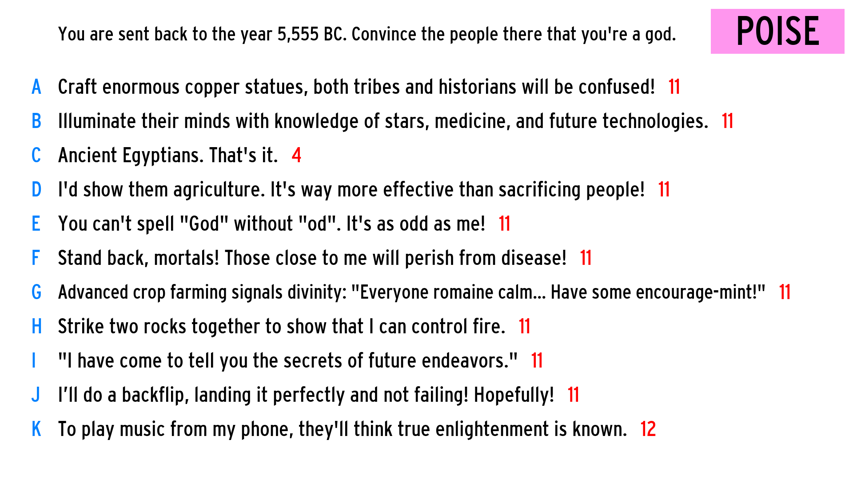 You are sent back to the year 5,555 BC. Convince the people there that you're a god.
POISE
A Craft enormous copper statues, both tribes and historians will be confused! 11
B Illuminate their minds with knowledge of stars, medicine, and future technologies. 11
C Ancient Egyptians. That's it. 4
D I'd show them agriculture. It's way more effective than sacrificing people! 11
E You can't spell "God" without "od". It's as odd as me! 11
F Stand back, mortals! Those close to me will perish from disease! 11
G Advanced crop farming signals divinity: "Everyone romaine calm... Have some encourage-mint!" 11
H Strike two rocks together to show that I can control fire. 11
I "I have come to tell you the secrets of future endeavors." 11
J I’ll do a backflip, landing it perfectly and not failing! Hopefully! 11
K To play music from my phone, they'll think true enlightenment is known. 12